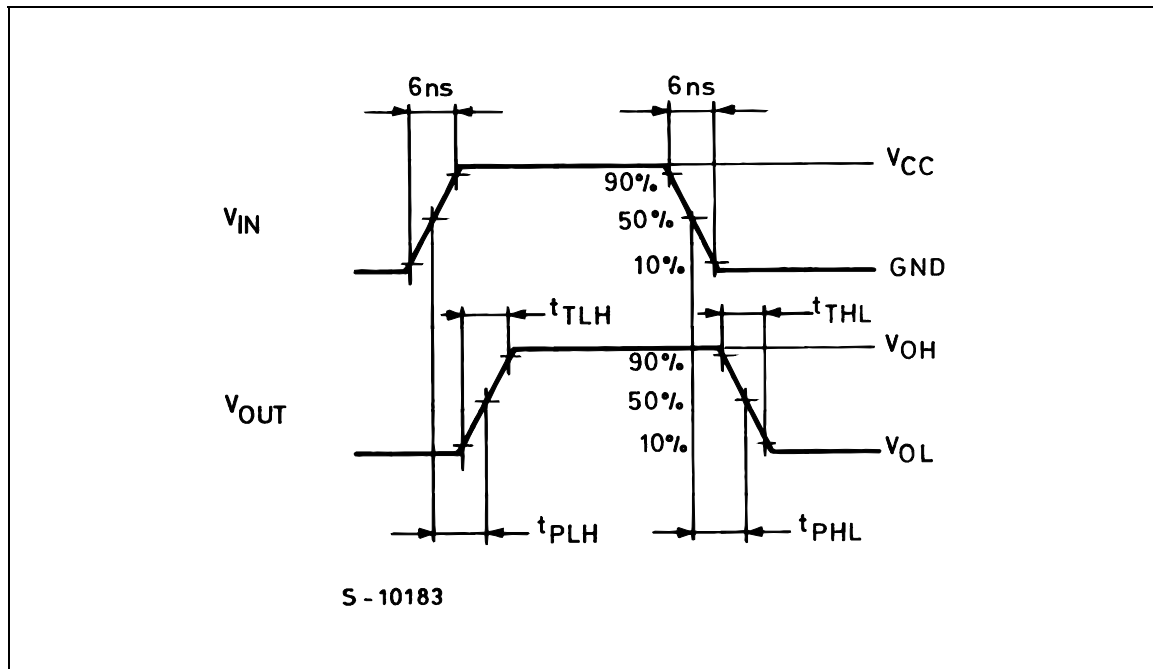 6ns 6ns
VCC
90%
VIN 50%
10% GND
tTLH tTHL
VOH
90%
VOUT 50%
10% VOL
tPLH tPHL
S-10183